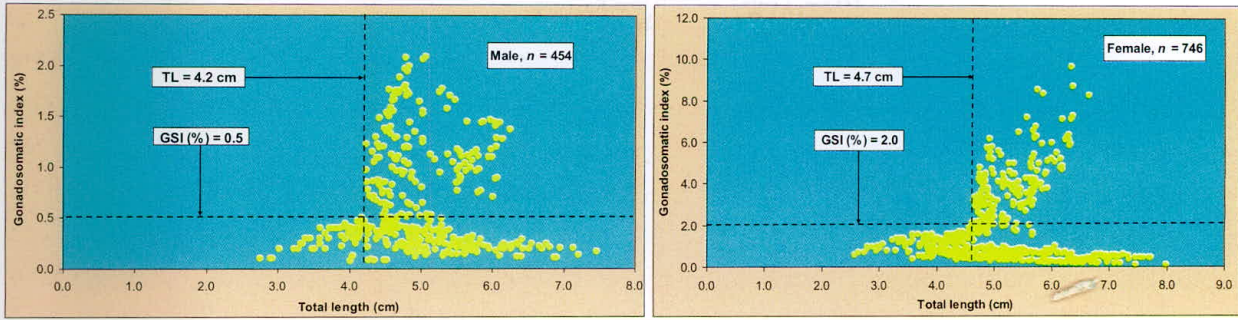 2.5
2.0
1.5
1.0
0.5
0.0
Gonadosomatic index (%)
TL = 4.2 cm
GSI (%) = 0.5
Male, n = 454
0.0 1.0 2.0 3.0 4.0 5.0 6.0 7.0 8.0
Total length (cm)
12.0
10.0
8.0
6.0
4.0
2.0
0.0
Gonadosomatic index (%)
TL = 4.7 cm
GSI (%) = 2.0
Female, n = 746
0.0 1.0 2.0 3.0 4.0 5.0 6.0 7.0 8.0 9.0
Total length (cm)